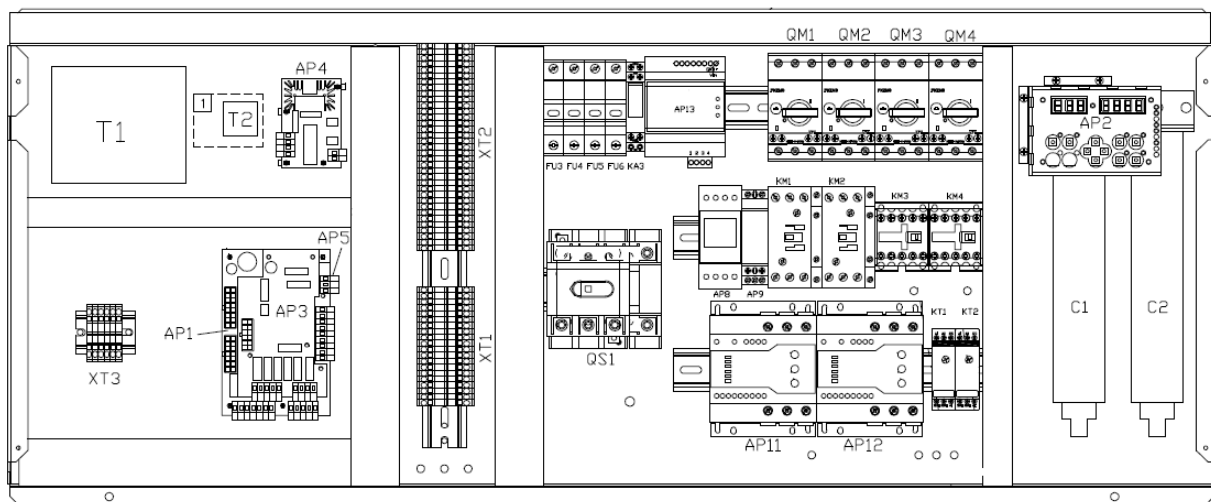 QM1 QM2 QM3 QM4
AP4
1
T1
T2
XT2
AP13
1 2 3 4
FU3 FU4 FU5 FU6 KA3
AP2
KM1 KM2
KM3 KM4
AP5
AP3
AP1
XT3
XT1
QS1
AP8 AP9
KT1 KT2
C1 C2
AP11 AP12